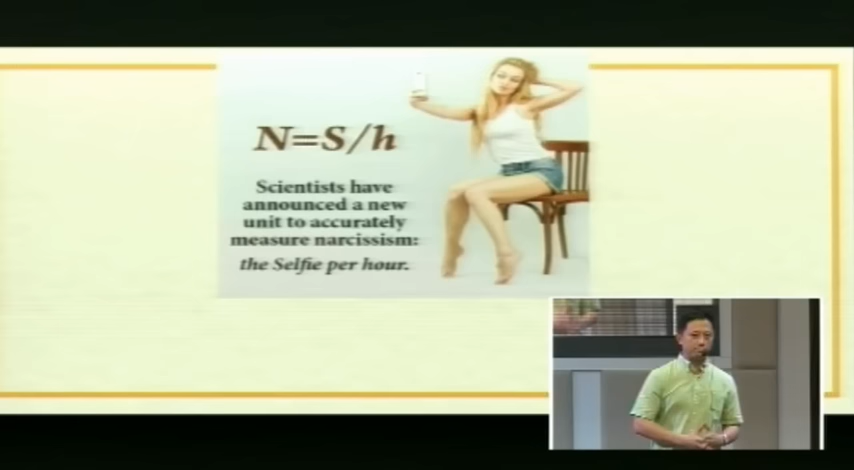 N=S/h
Scientists have
announced a new
unit to accurately
measure narcissism:
the Selfie per hour.